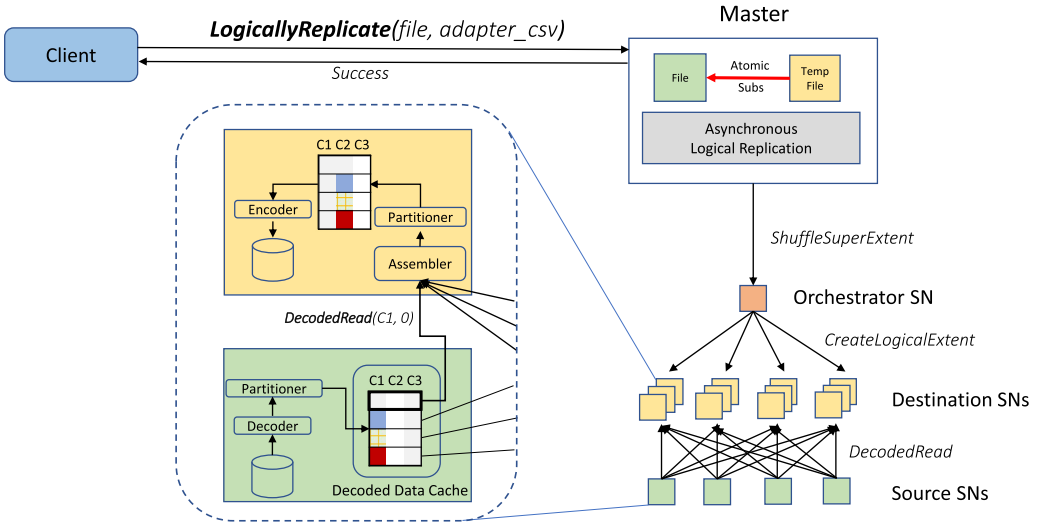 Master
LogicallyReplicate(file, adapter_csv)
Client
Success
File
Atomic
Subs
Temp
File
Asynchronous
Logical Replication
C1 C2 C3
Encoder
Partitioner
Assembler
ShuffleSuperExtent
Orchestrator SN
DecodedRead(C1, 0)
CreateLogicalExtent
Partitioner
C1 C2 C3
Decoder
Destination SNs
DecodedRead
Decoded Data Cache
Source SNs